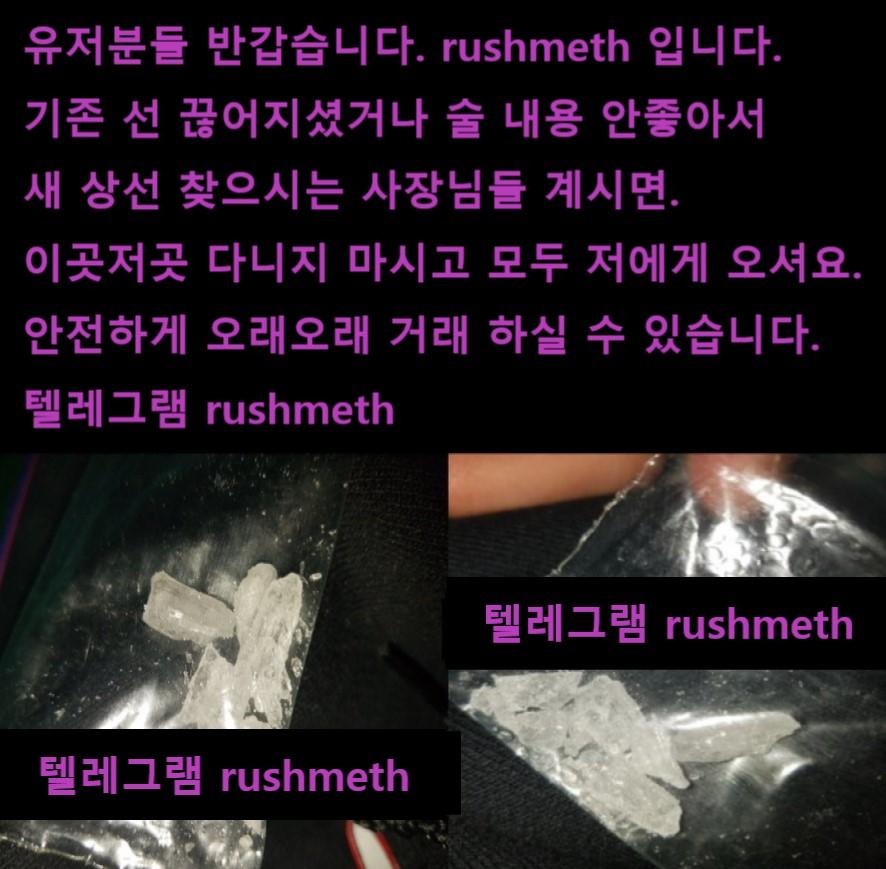 유저분들 반갑습니다. rushmeth 입니다.
기존 선 끊어지셨거나 술 내용 안좋아서
새 상선 찾으시는 사장님들 계시면.
이곳저곳 다니지 마시고 모두 저에게 오셔요.
안전하게 오래오래 거래 하실 수 있습니다.
텔레그램 rushmeth
텔레그램 rushmeth
텔레그램 rushmeth